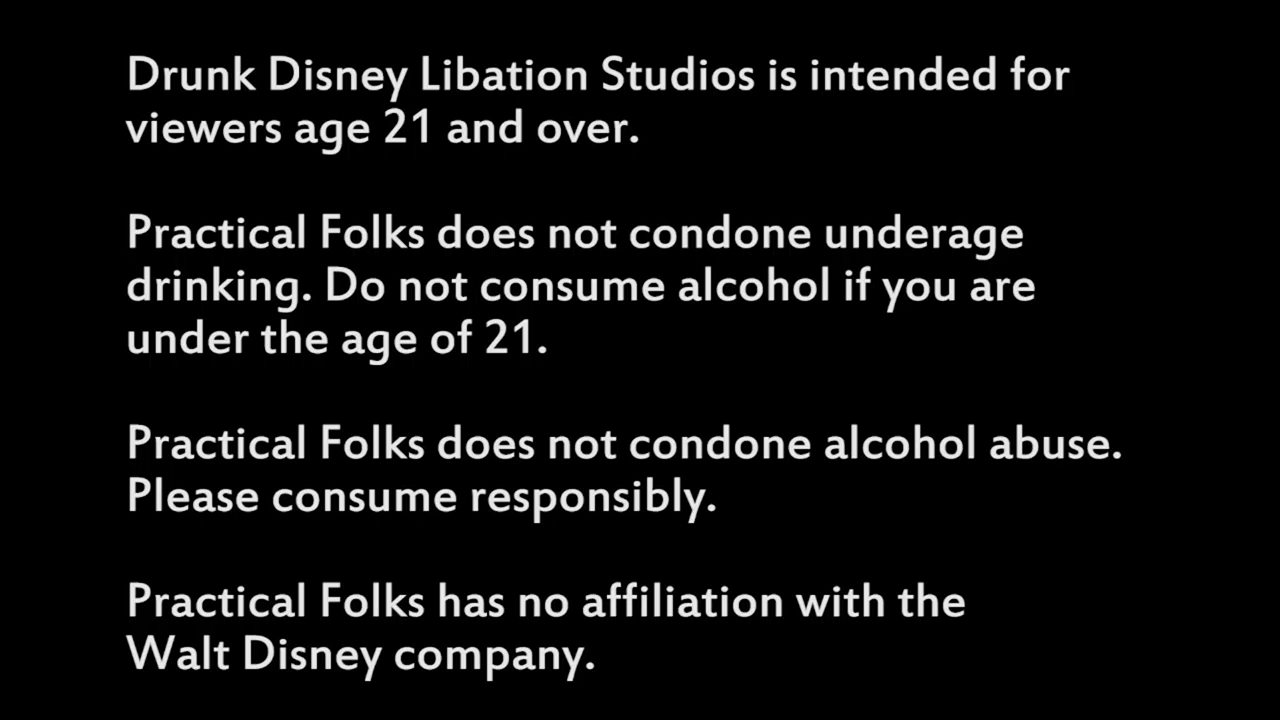 Drunk Disney Libation Studios is intended for
viewers age 21 and over.
Practical Folks does not condone underage
drinking. Do not consume alcohol if you are
under the age of 21.
Practical Folks does not condone alcohol abuse.
Please consume responsibly.
Practical Folks has no affiliation with the
Walt Disney company.